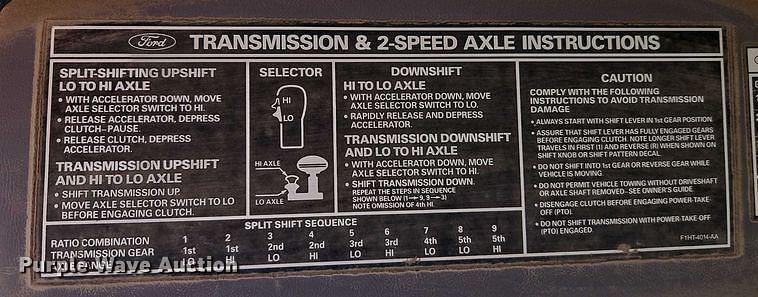 Ford TRANSMISSION & 2-SPEED AXLE INSTRUCTIONS
SPLIT-SHIFTING UPSHIFT
LO TO HI AXLE
• WITH ACCELERATOR DOWN, MOVE
AXLE SELECTOR SWITCH TO HI.
• RELEASE ACCELERATOR, DEPRESS
CLUTCH–PAUSE.
• RELEASE CLUTCH, DEPRESS
ACCELERATOR.
TRANSMISSION UPSHIFT
AND HI TO LO AXLE
• SHIFT TRANSMISSION UP.
• MOVE AXLE SELECTOR SWITCH TO LO
BEFORE ENGAGING CLUTCH.
SELECTOR
HI
LO
HI AXLE
LO AXLE
DOWNSHIFT
HI TO LO AXLE
• WITH ACCELERATOR DOWN, MOVE
AXLE SELECTOR SWITCH TO LO.
• RAPIDLY RELEASE AND DEPRESS
ACCELERATOR.
TRANSMISSION DOWNSHIFT
AND LO TO HI AXLE
• WITH ACCELERATOR DOWN, MOVE
AXLE SELECTOR SWITCH TO HI.
• SHIFT TRANSMISSION DOWN.
REPEAT THE STEPS IN SEQUENCE
SHOWN BELOW (1→9, 9→3)
NOTE OMISSION OF 4th HI
SPLIT SHIFT SEQUENCE
RATIO COMBINATION 1 2 3 4 5 6 7 8 9
TRANSMISSION GEAR 1st 1st 2nd 2nd 3rd 3rd 4th 5th 5th
AXLE RANGE LO HI LO HI LO HI LO LO HI
CAUTION
COMPLY WITH THE FOLLOWING
INSTRUCTIONS TO AVOID TRANSMISSION
DAMAGE
• ALWAYS START WITH SHIFT LEVER IN 1st GEAR POSITION.
• ASSURE THAT SHIFT LEVER HAS FULLY ENGAGED GEARS
BEFORE ENGAGING CLUTCH. NOTE LONGER SHIFT LEVER
TRAVELS IN FIRST (1) AND REVERSE (R) WHEN SHOWN ON
SHIFT KNOB OR SHIFT PATTERN DECAL.
• DO NOT SHIFT INTO 1st GEAR OR REVERSE GEAR WHILE
VEHICLE IS MOVING.
• DO NOT PERMIT VEHICLE TOWING WITHOUT DRIVESHAFT
OR AXLE SHAFT REMOVED–SEE OWNER'S GUIDE.
• DISENGAGE CLUTCH BEFORE ENGAGING POWER-TAKE-
OFF (PTO).
• DO NOT SHIFT TRANSMISSION WITH POWER-TAKE-OFF
(PTO) ENGAGED.
F1HT-4014-AA
Purple Wave Auction